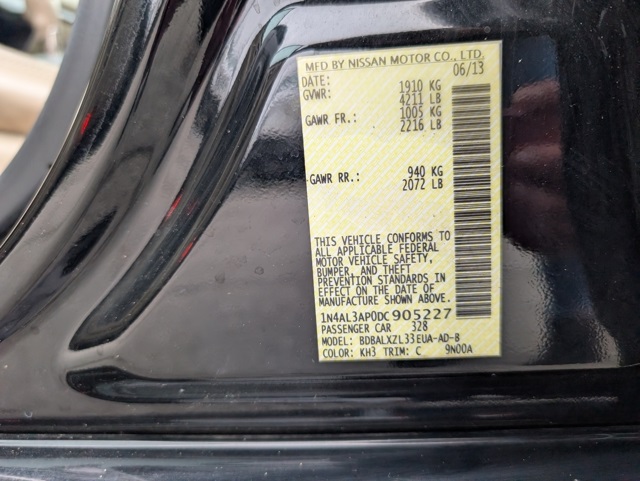 MFD BY NISSAN MOTOR CO., LTD.
DATE: 06/13
GVWR: 1910 KG
4211 LB
GAWR FR.: 1005 KG
2216 LB
GAWR RR.: 940 KG
2072 LB
THIS VEHICLE CONFORMS TO
ALL APPLICABLE FEDERAL
MOTOR VEHICLE SAFETY,
BUMPER, AND THEFT
PREVENTION STANDARDS IN
EFFECT ON THE DATE OF
MANUFACTURE SHOWN ABOVE.
1N4AL3AP0DC905227
PASSENGER CAR 328
MODEL: BDBALXZL33EUA-AD-B
COLOR: KH3 TRIM: C 9N00A